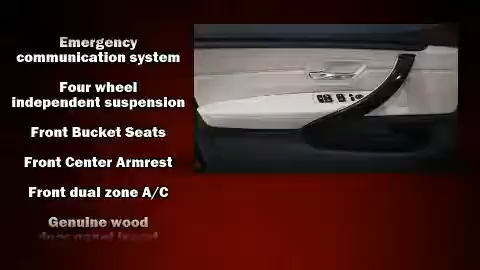 Emergency
communication system
Four wheel
independent suspension
Front Bucket Seats
Front Center Armrest
Front dual zone A/C
Genuine wood